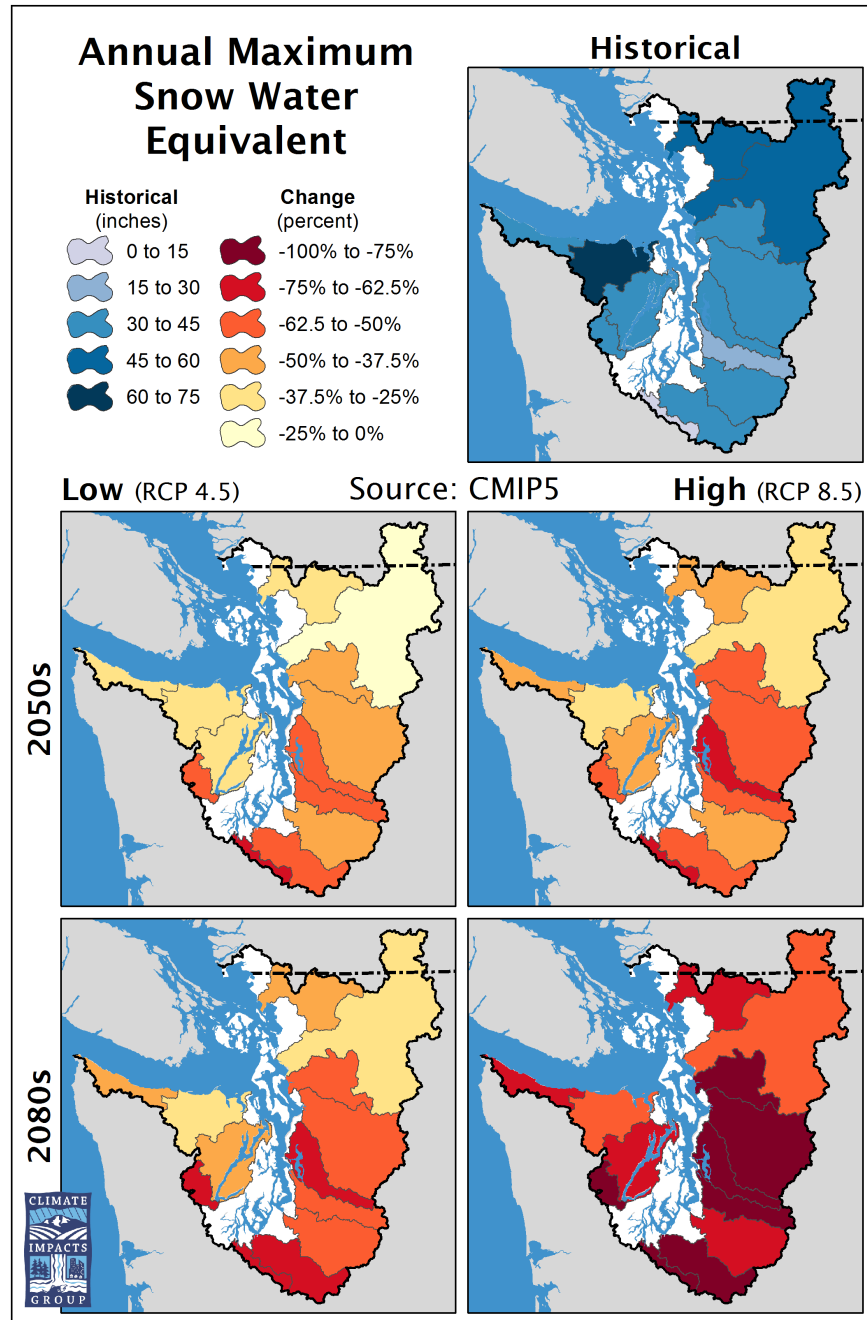 Annual Maximum
Snow Water
Equivalent
Historical
(inches)
0 to 15
15 to 30
30 to 45
45 to 60
60 to 75
Change
(percent)
-100% to -75%
-75% to -62.5%
-62.5 to -50%
-50% to -37.5%
-37.5% to -25%
-25% to 0%
Historical
Low (RCP 4.5)
Source: CMIP5
High (RCP 8.5)
2050s
2080s
CLIMATE
IMPACTS
GROUP